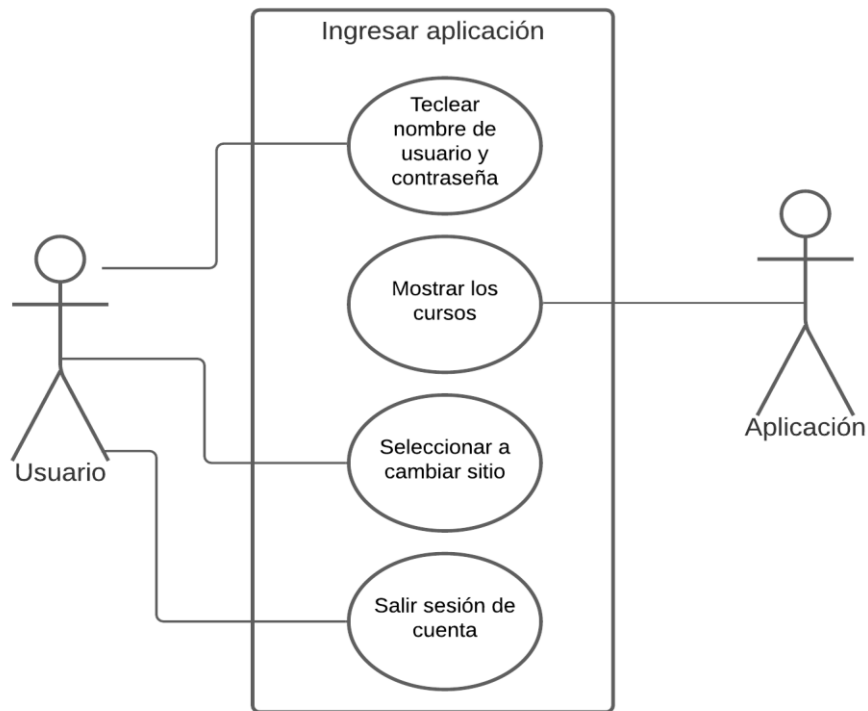 Ingresar aplicación
Teclear
nombre de
usuario y
contraseña
Mostrar los
cursos
Seleccionar a
cambiar sitio
Salir sesión de
cuenta
Usuario
Aplicación